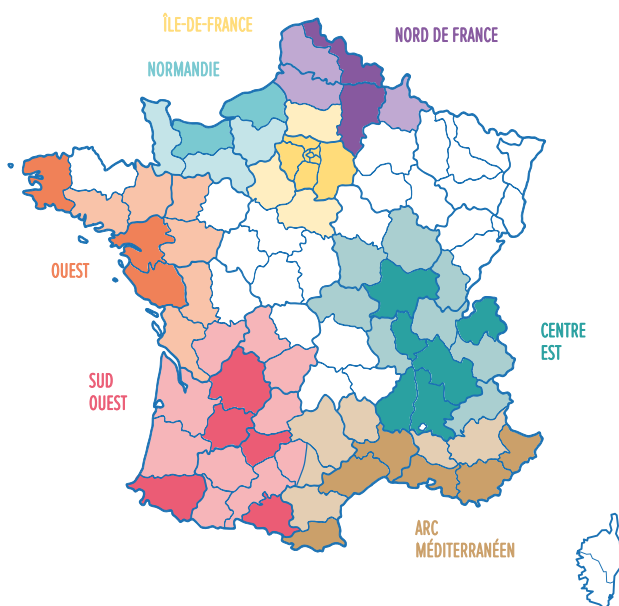 ÎLE-DE-FRANCE
NORD DE FRANCE
NORMANDIE
OUEST
CENTRE
EST
SUD
OUEST
ARC
MÉDITERRANÉEN